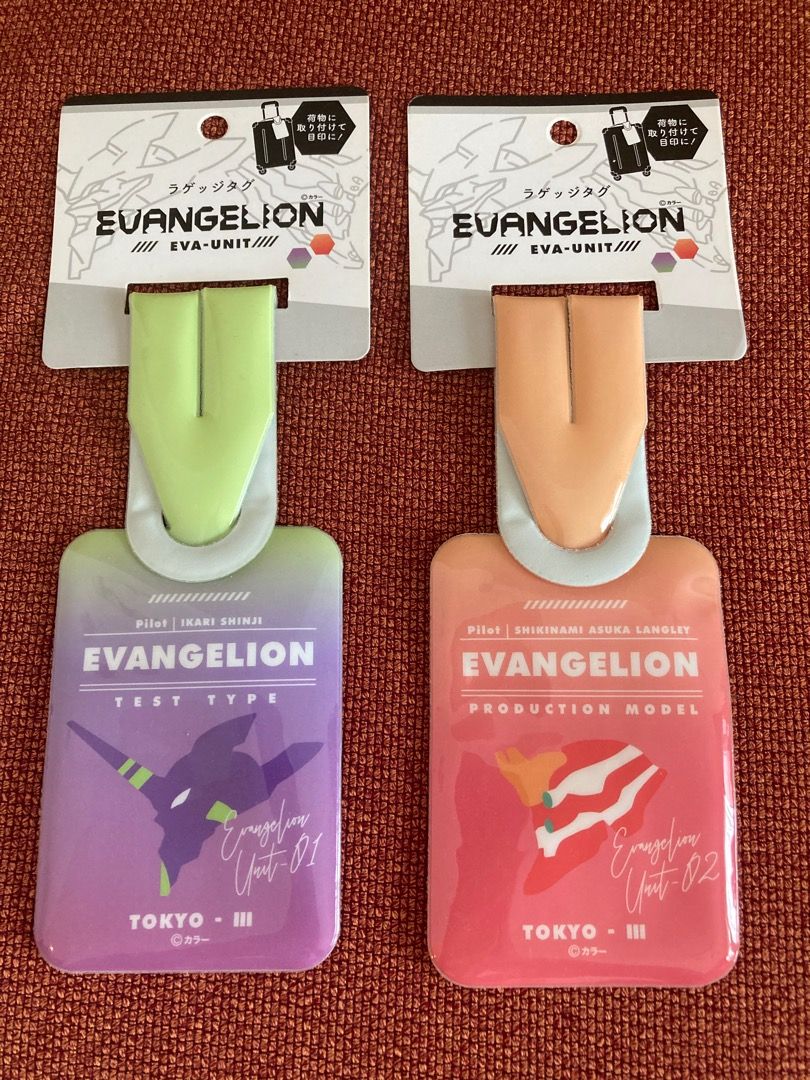 荷物に
取り付けて
目印に!
ラゲッジタグ
©カラー
EVANGELION
EVA-UNIT
Pilot | IKARI SHINJI
EVANGELION
TEST TYPE
Evangelion
Unit-01
TOKYO - III
©カラー
荷物に
取り付けて
目印に!
ラゲッジタグ
©カラー
EVANGELION
EVA-UNIT
Pilot | SHIKINAMI ASUKA LANGLEY
EVANGELION
PRODUCTION MODEL
Evangelion
Unit-02
TOKYO - III
©カラー